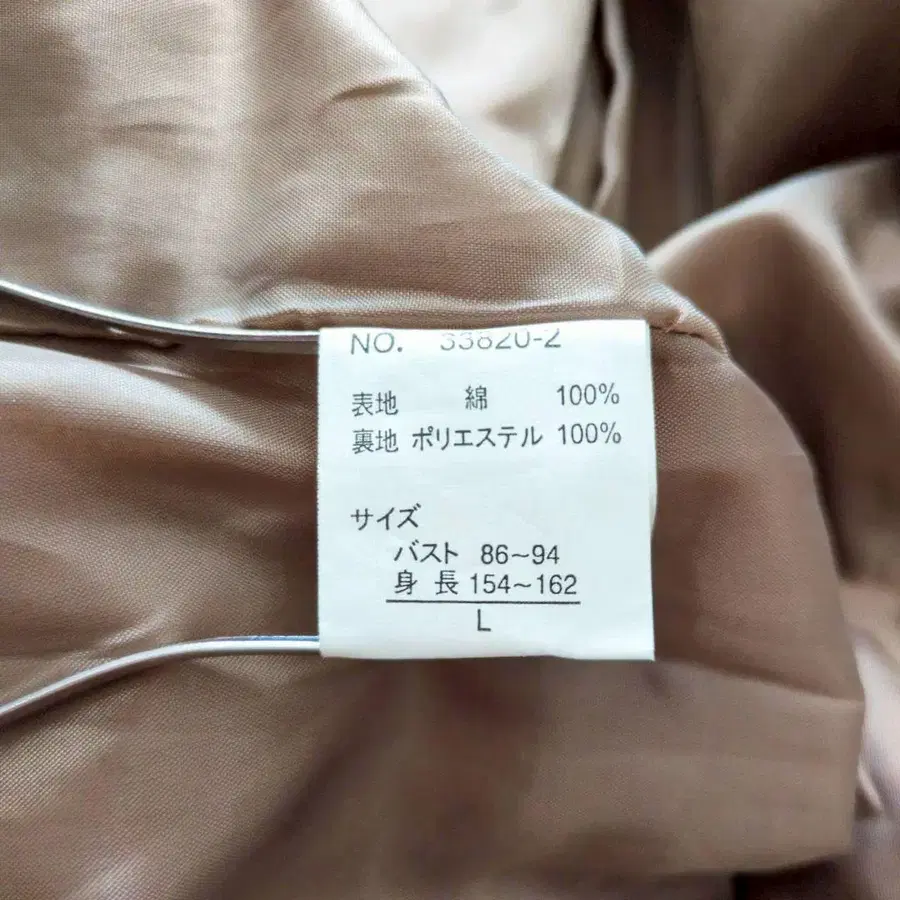 NO. 33820-2
表地 綿 100%
裏地 ポリエステル 100%
サイズ
バスト 86~94
身長 154~162
L